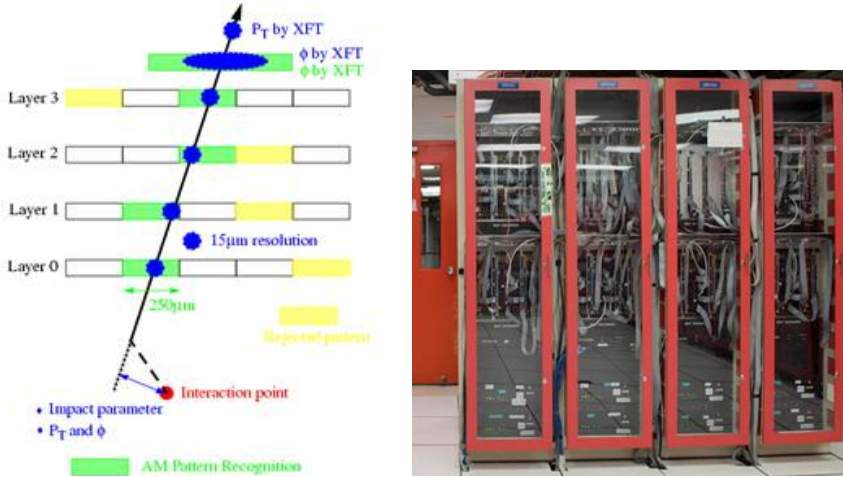 P_T by XFT
ϕ by XFT
ϕ by XFT
Layer 3
Layer 2
Layer 1
15μm resolution
Layer 0
250μm
Rejected pattern
Interaction point
Impact parameter
P_T and ϕ
AM Pattern Recognition